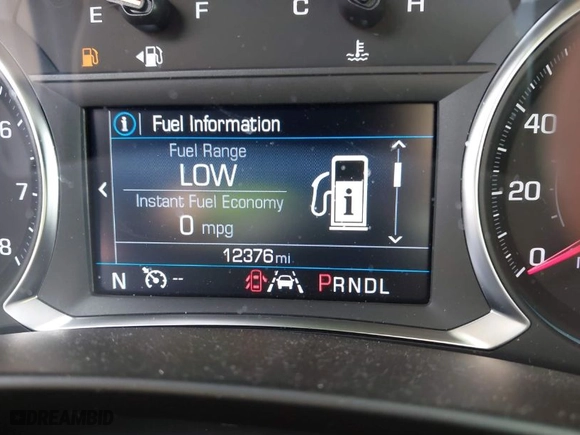 E F C H
6
7
8
Fuel Information
Fuel Range
LOW
Instant Fuel Economy
0 mpg
12376 mi
N -- PRNDL
40
20
0
DREAMBID